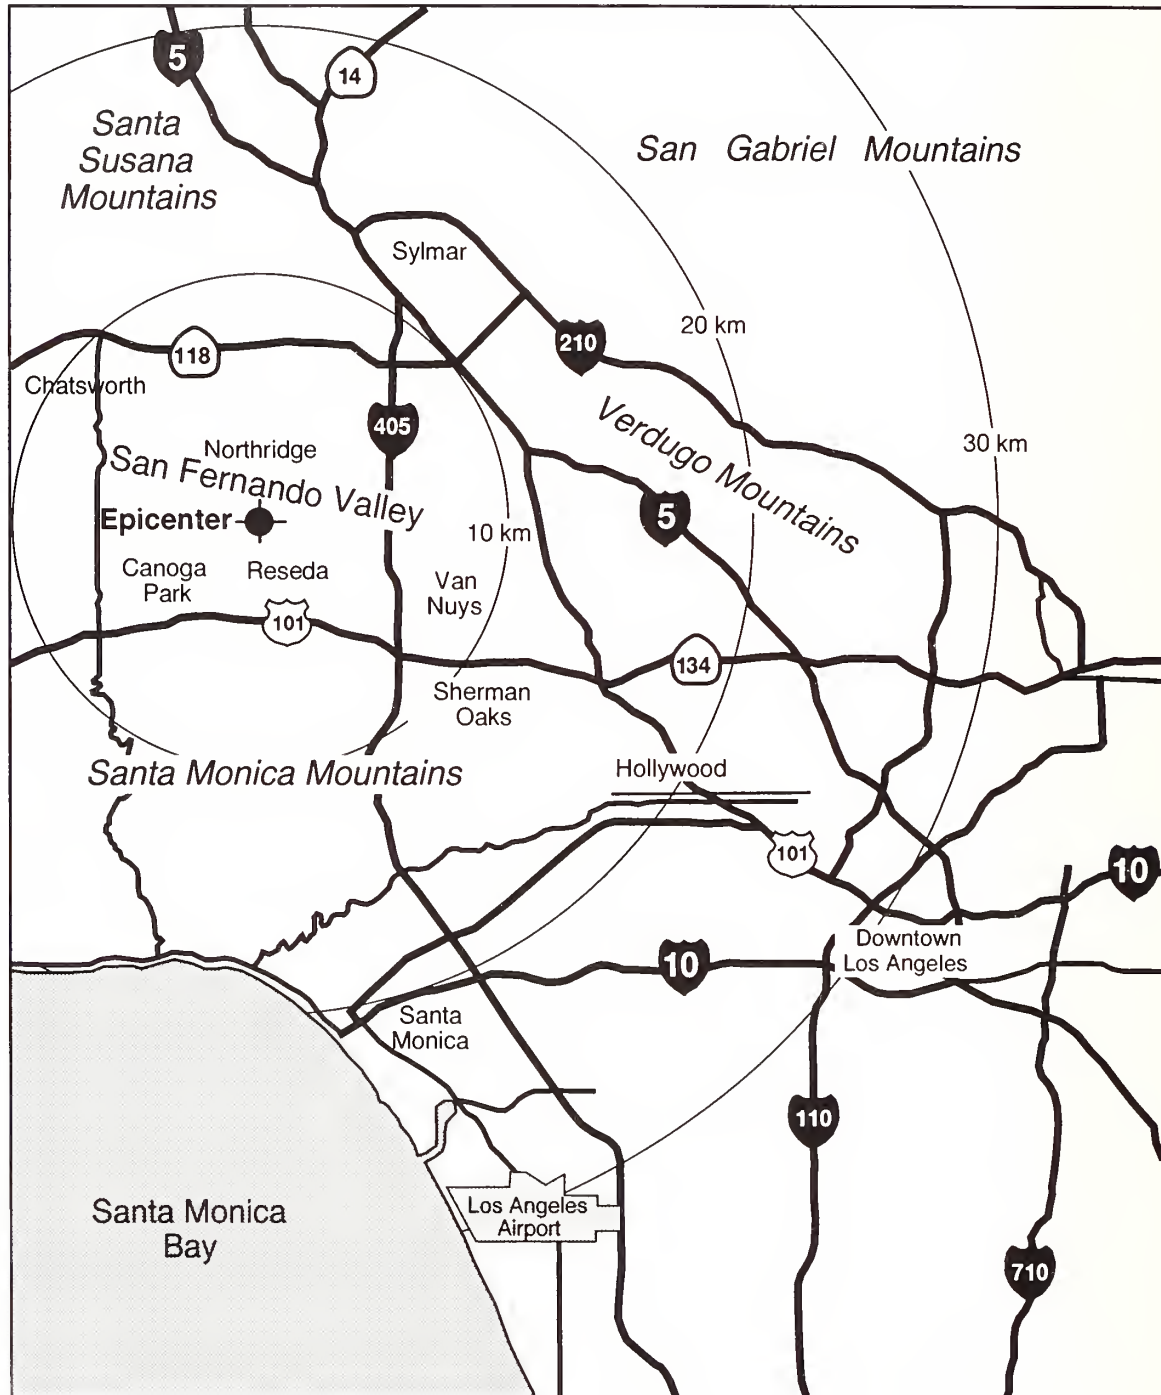 5
14
Santa
Susana
Mountains
San Gabriel Mountains
Sylmar
20 km
118
210
Chatsworth
405
Verdugo Mountains
Northridge
30 km
San Fernando Valley
Epicenter
5
10 km
Canoga
Park
Reseda
Van
Nuys
101
134
Sherman
Oaks
Santa Monica Mountains
Hollywood
101
10
Downtown
Los Angeles
10
Santa
Monica
110
Los Angeles
Airport
Santa Monica
Bay
710